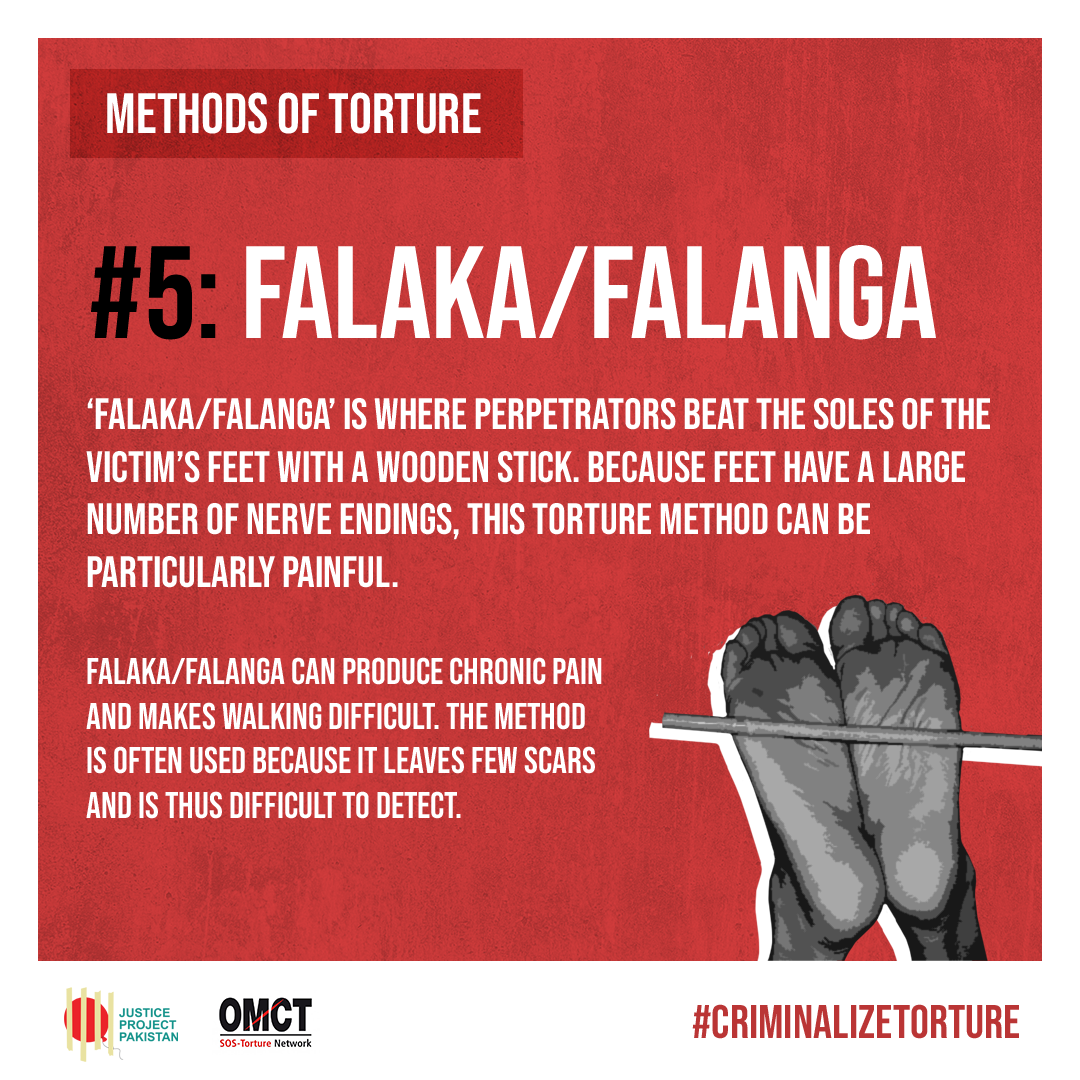 METHODS OF TORTURE
#5: FALAKA/FALANGA
‘FALAKA/FALANGA’ IS WHERE PERPETRATORS BEAT THE SOLES OF THE
VICTIM’S FEET WITH A WOODEN STICK. BECAUSE FEET HAVE A LARGE
NUMBER OF NERVE ENDINGS, THIS TORTURE METHOD CAN BE
PARTICULARLY PAINFUL.
FALAKA/FALANGA CAN PRODUCE CHRONIC PAIN
AND MAKES WALKING DIFFICULT. THE METHOD
IS OFTEN USED BECAUSE IT LEAVES FEW SCARS
AND IS THUS DIFFICULT TO DETECT.
JUSTICE
PROJECT
PAKISTAN
OMCT
SOS-Torture Network
#CRIMINALIZETORTURE